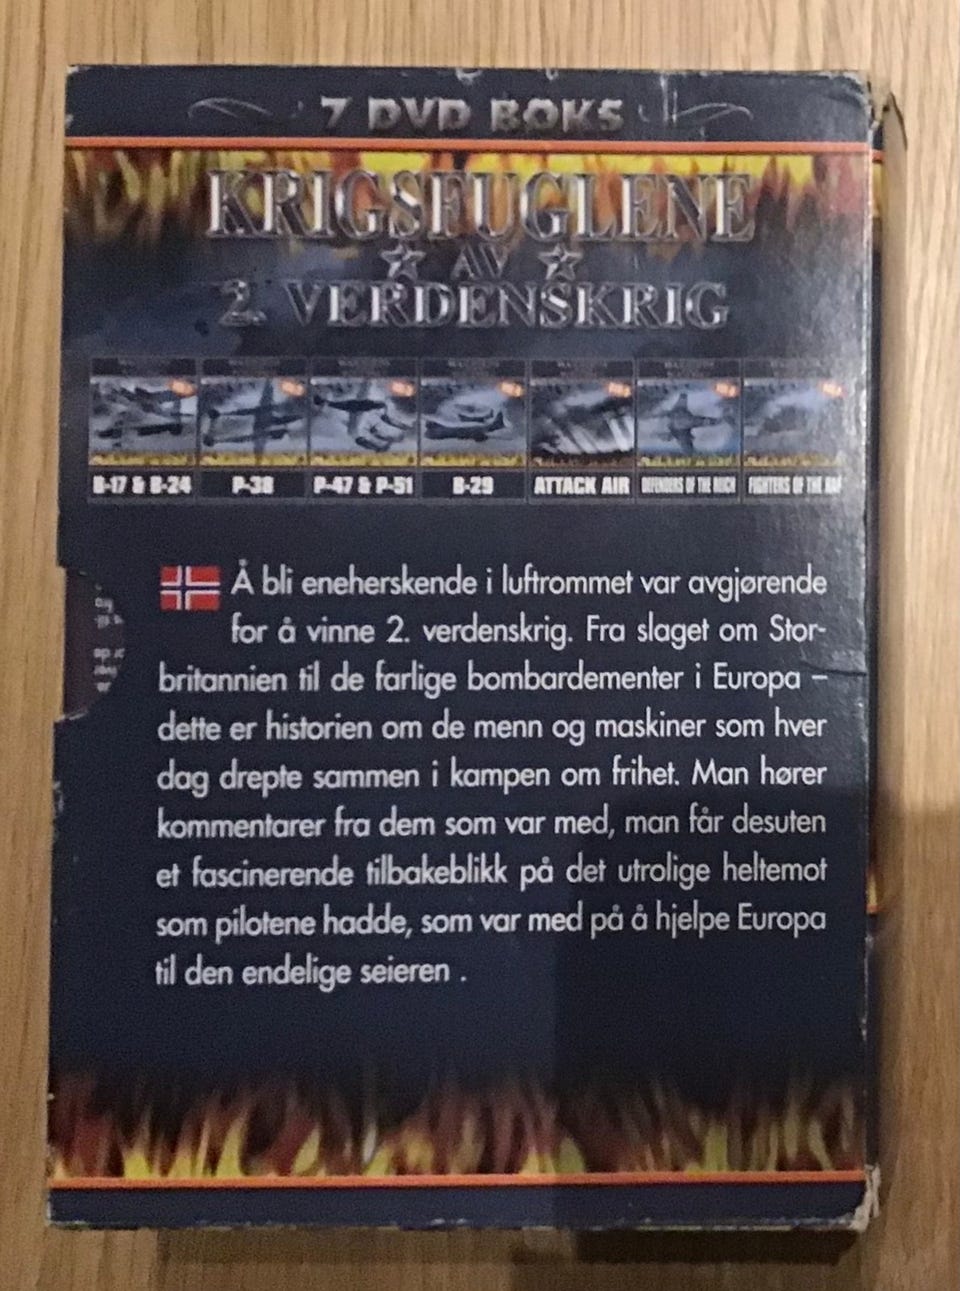 7 DVD BOKS
KRIGSFUGLENE
AV
2. VERDENSKRIG
B-17 & B-24 P-38 P-47 & P-51 B-29 ATTACK AIR DEFENDERS OF THE REICH FIGHTERS OF THE
Å bli eneherskende i luftrommet var avgjørende
for å vinne 2. verdenskrig. Fra slaget om Stor-
britannien til de farlige bombardementer i Europa –
dette er historien om de menn og maskiner som hver
dag drepte sammen i kampen om frihet. Man hører
kommentarer fra dem som var med, man får desuten
et fascinerende tilbakeblikk på det utrolige heltemot
som pilotene hadde, som var med på å hjelpe Europa
til den endelige seieren .